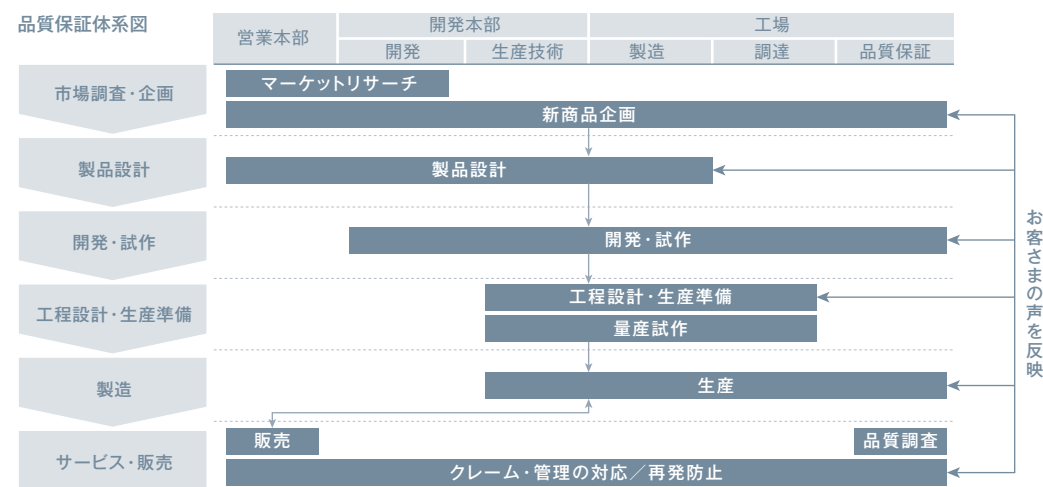 品質保証体系図
営業本部
開発本部
工場
開発
生産技術
製造
調達
品質保証
市場調査・企画
マーケットリサーチ
新商品企画
製品設計
製品設計
開発・試作
開発・試作
工程設計・生産準備
工程設計・生産準備
量産試作
製造
生産
サービス・販売
販売
品質調査
クレーム・管理の対応／再発防止
お客さまの声を反映